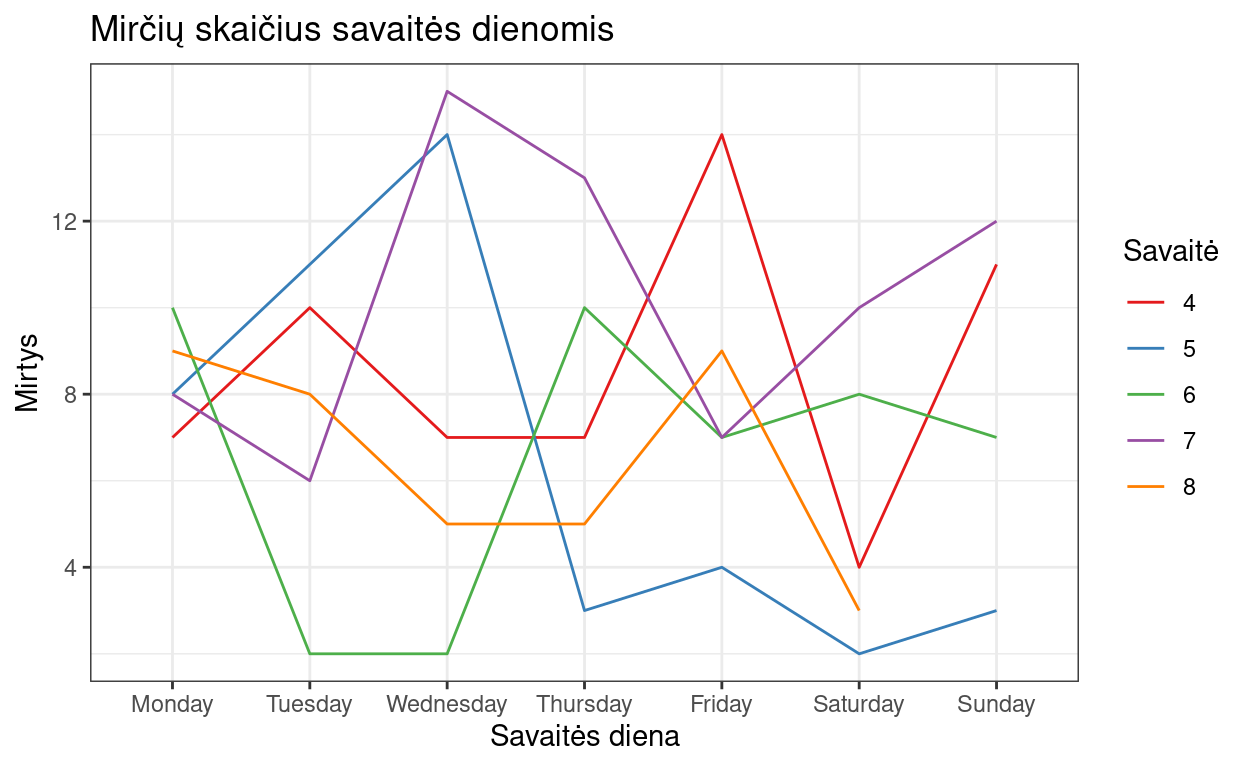 Mirčių skaičius savaitės dienomis
Mirtys
12
8
4
Monday Tuesday Wednesday Thursday Friday Saturday Sunday
Savaitės diena
Savaitė
4
5
6
7
8